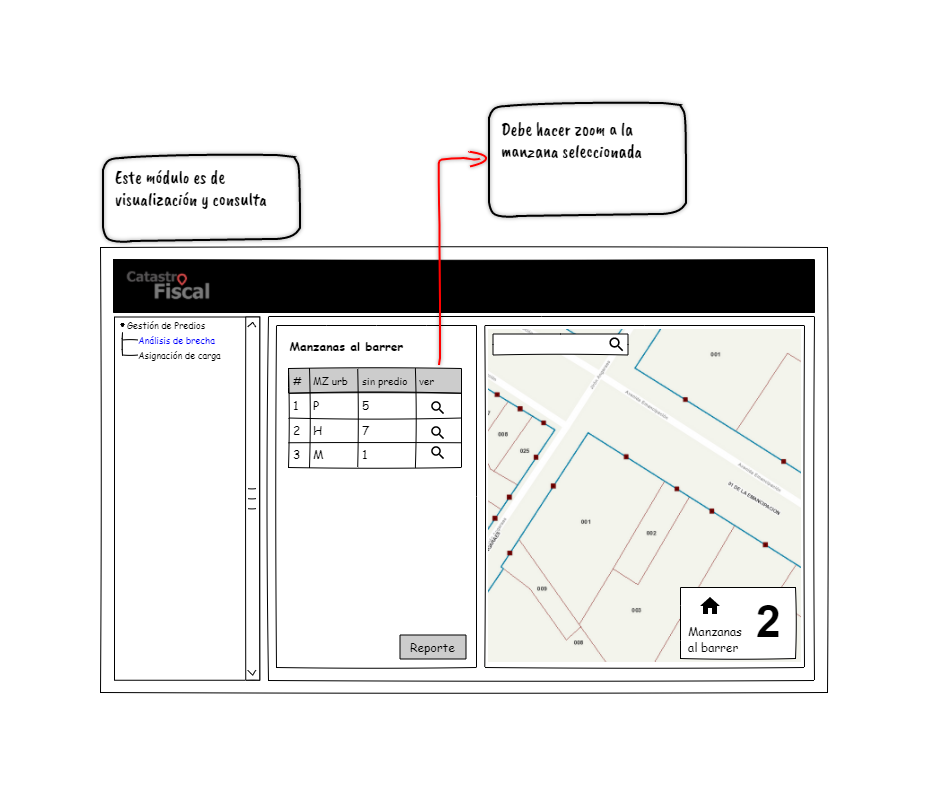 Debe hacer zoom a la
manzana seleccionada
Este módulo es de
visualización y consulta
Catastro
Fiscal
Gestión de Predios
Análisis de brecha
Asignación de carga
Manzanas al barrer
# MZ urb sin predio ver
1 P 5
2 H 7
3 M 1
Reporte
001
Avenida Emancipación
008
025
Avenida Emancipación
01 DE LA EMANCIPACION
001
002
009
003
008
Manzanas
al barrer
2